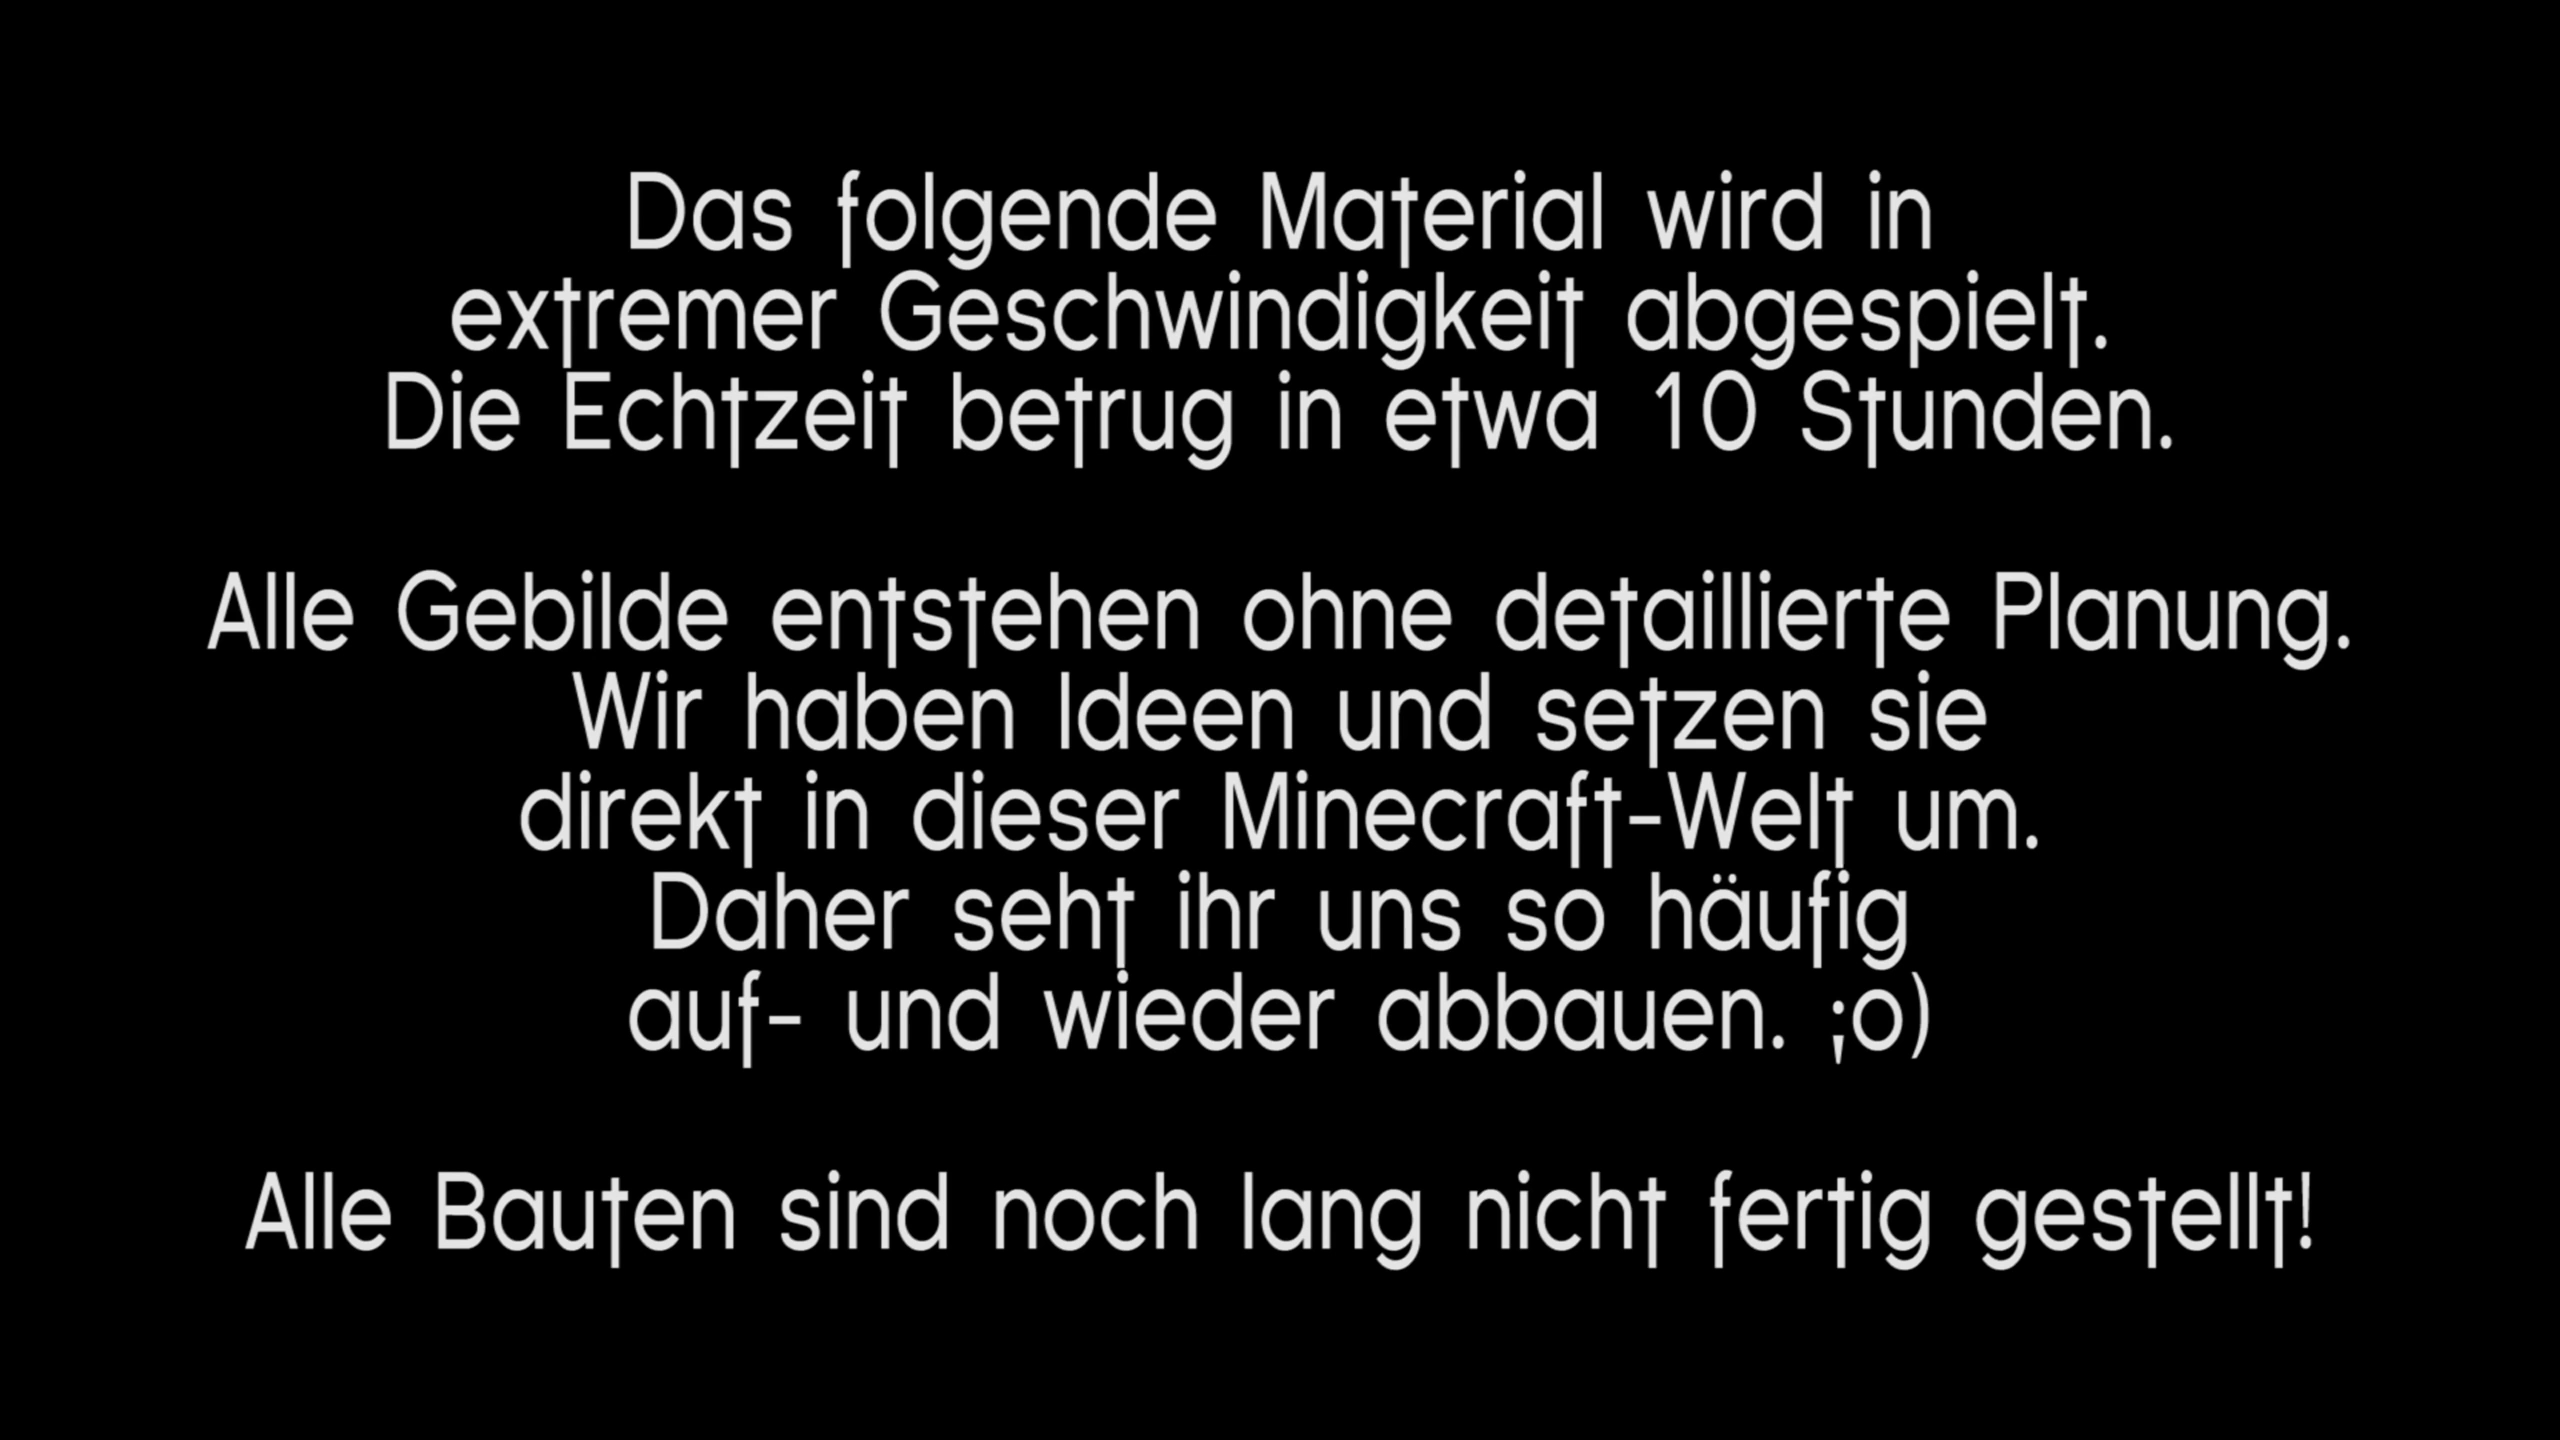 Das folgende Material wird in
extremer Geschwindigkeit abgespielt.
Die Echtzeit betrug in etwa 10 Stunden.
Alle Gebilde entstehen ohne detaillierte Planung.
Wir haben Ideen und setzen sie
direkt in dieser Minecraft-Welt um.
Daher seht ihr uns so häufig
auf- und wieder abbauen. ;o)
Alle Bauten sind noch lang nicht fertig gestellt!